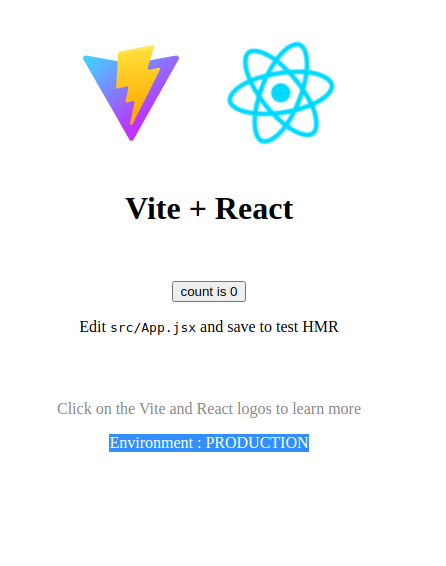 Vite + React
count is 0
Edit src/App.jsx and save to test HMR
Click on the Vite and React logos to learn more
Environment : PRODUCTION